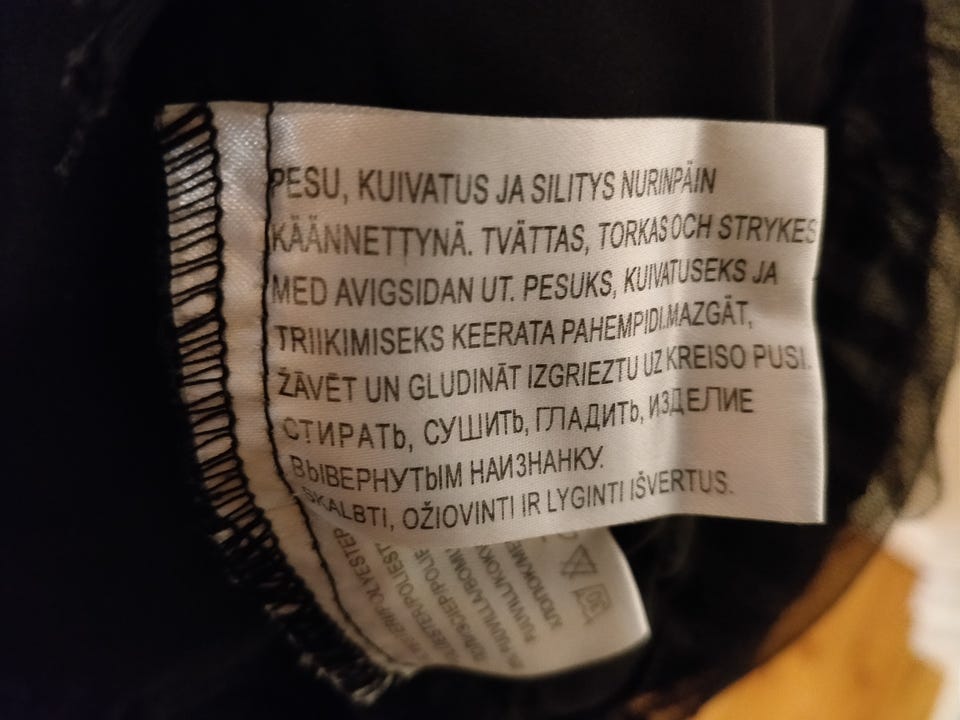 PESU, KUIVATUS JA SILITYS NURINPÄIN
KÄÄNNETTYNÄ. TVÄTTAS, TORKAS OCH STRYKES
MED AVIGSIDAN UT. PESUKS, KUIVATUSEKS JA
TRIIKIMISEKS KEERATA PAHEMPIDI.MAZGĀT,
ŽĀVĒT UN GLUDINĀT IZGRIEZTU UZ KREISO PUSI.
СТИРАТЬ, СУШИТЬ, ГЛАДИТЬ, ИЗДЕЛИЕ
ВЫВЕРНУТЫМ НАИЗНАНКУ.
SKALBTI, OŽIOVINTI IR LYGINTI IŠVERTUS.
30